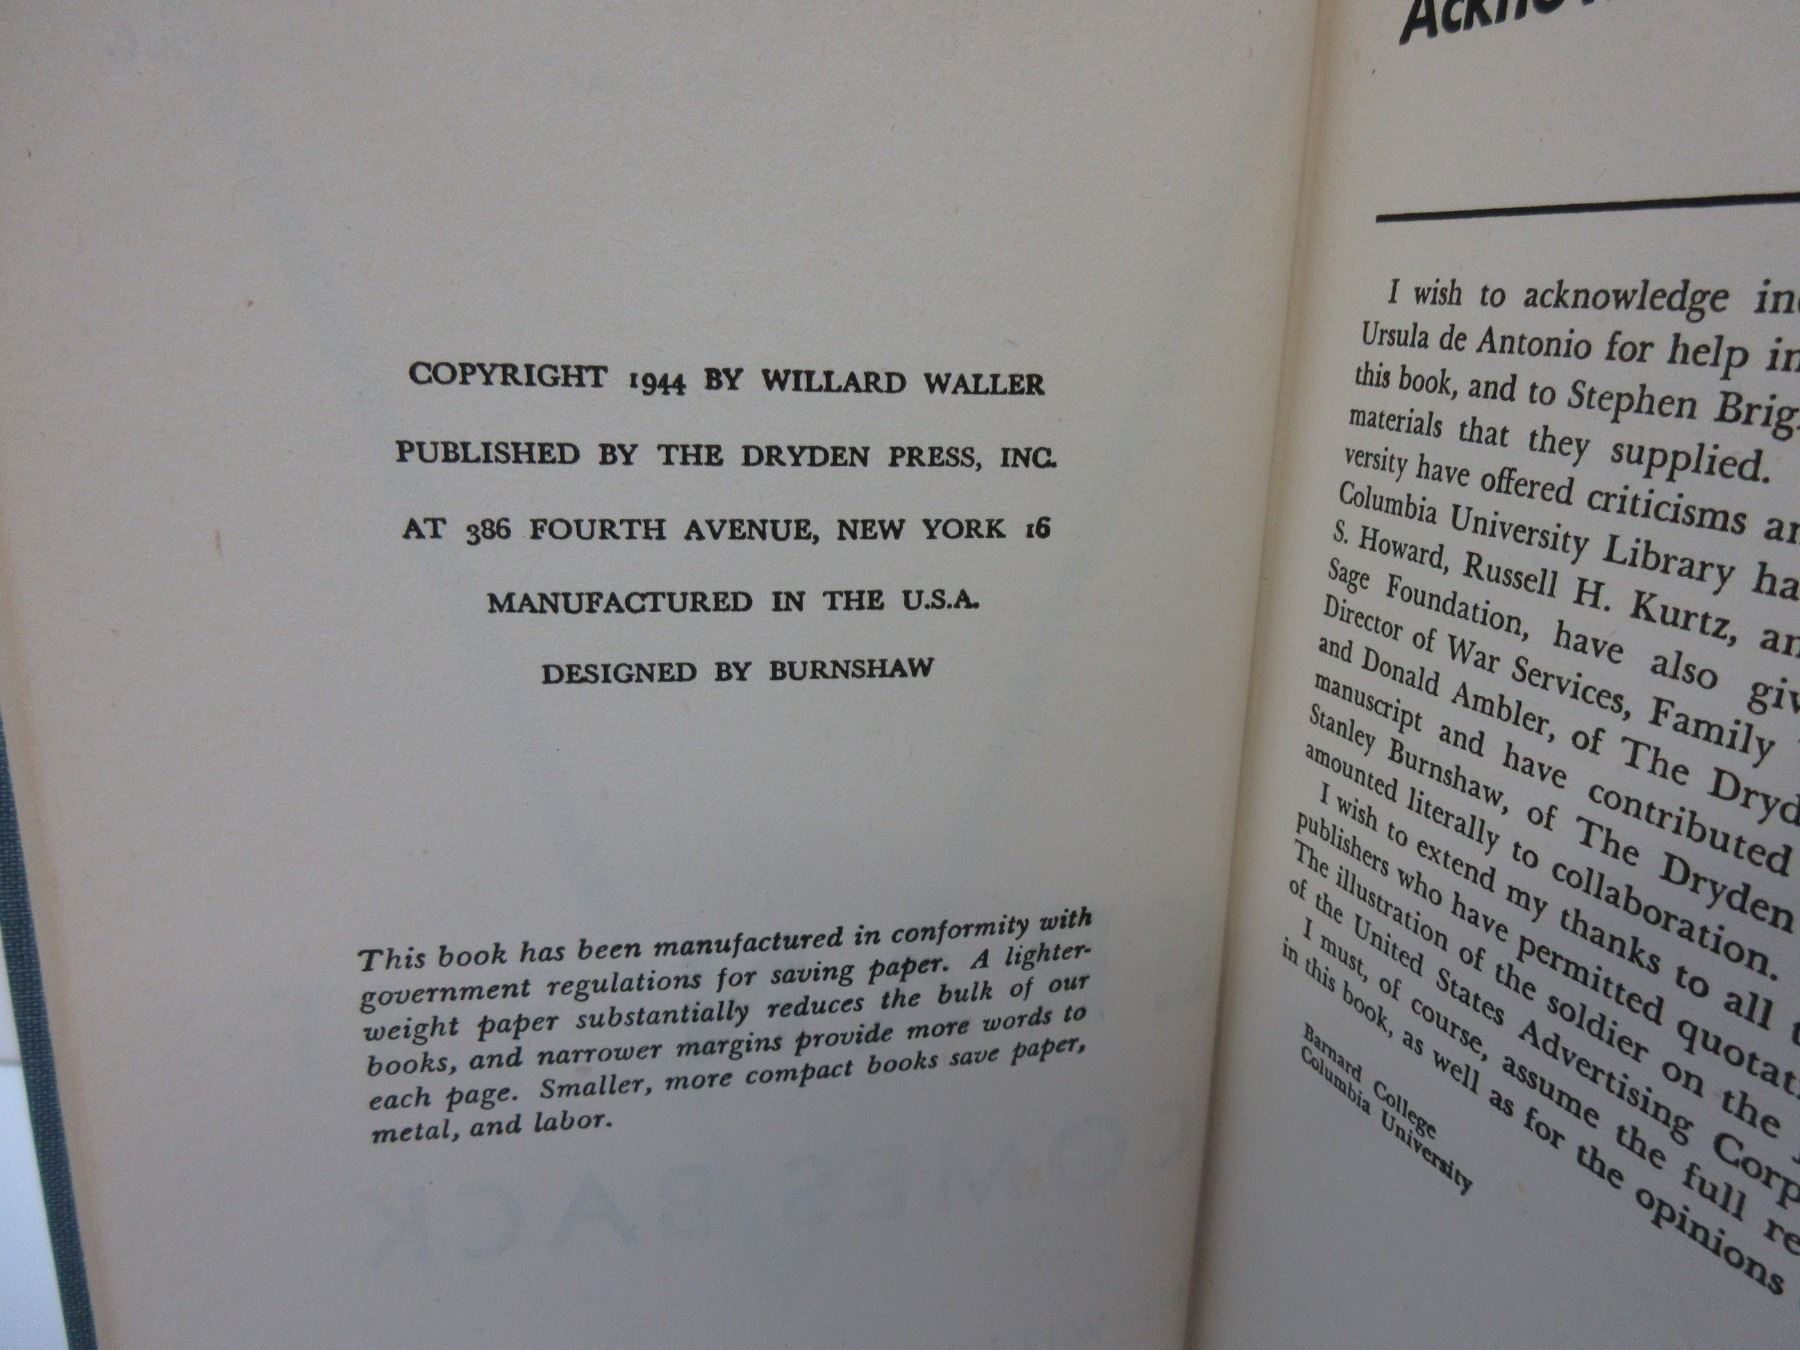 COPYRIGHT 1944 BY WILLARD WALLER
PUBLISHED BY THE DRYDEN PRESS, INC.
AT 386 FOURTH AVENUE, NEW YORK 16
MANUFACTURED IN THE U.S.A.
DESIGNED BY BURNSHAW
This book has been manufactured in conformity with
government regulations for saving paper. A lighter-
weight paper substantially reduces the bulk of our
books, and narrower margins provide more words to
each page. Smaller, more compact books save paper,
metal, and labor.
I wish to acknowledge
Ursula de Antonio for help in
this book, and to Stephen
materials that they supplied.
versity have offered criticisms
Columbia University Library
S. Howard, Russell H. Kurtz,
Sage Foundation, have also
Director of War Services, Family
and Donald Ambler, of The
manuscript and have contributed
Stanley Burnshaw, of The Dryden
amounted literally to collaboration.
I wish to extend my thanks to all
publishers who have permitted
The illustration of the soldier on the
of the United States Advertising
I must, of course, assume the full
in this book, as well as for the opinions
Barnard College
Columbia University